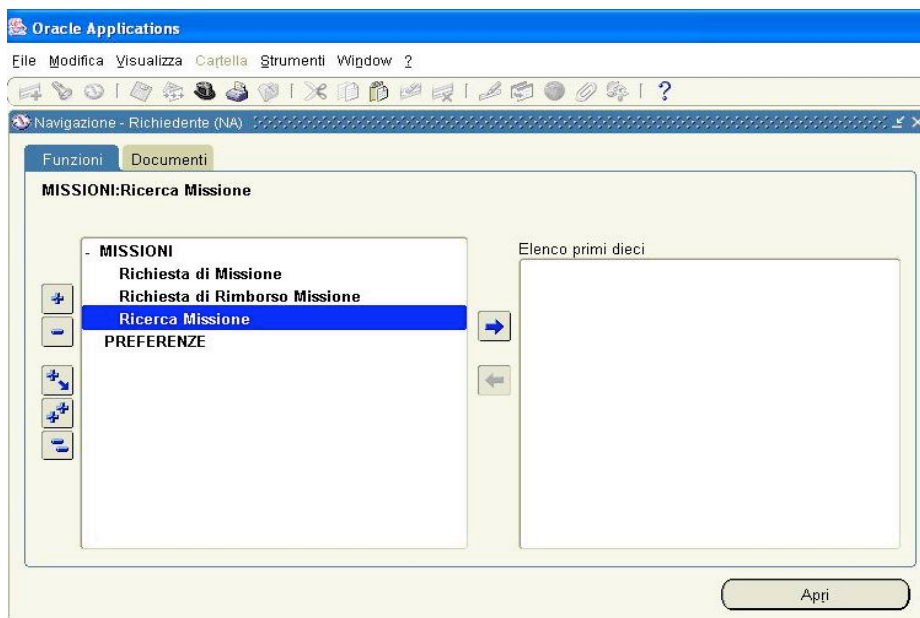 Oracle Applications
File Modifica Visualizza Cartella Strumenti Window ?
Navigazione - Richiedente (NA)
Funzioni Documenti
MISSIONI:Ricerca Missione
- MISSIONI
Richiesta di Missione
Richiesta di Rimborso Missione
Ricerca Missione
PREFERENZE
Elenco primi dieci
Apri